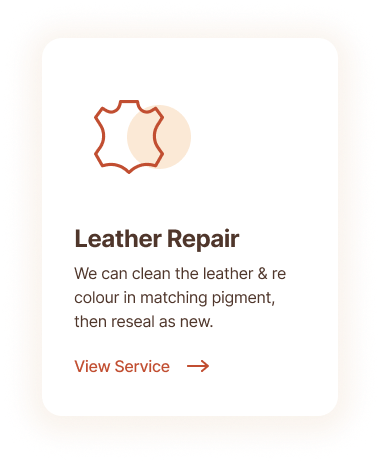 Leather Repair
We can clean the leather & re
colour in matching pigment,
then reseal as new.
View Service